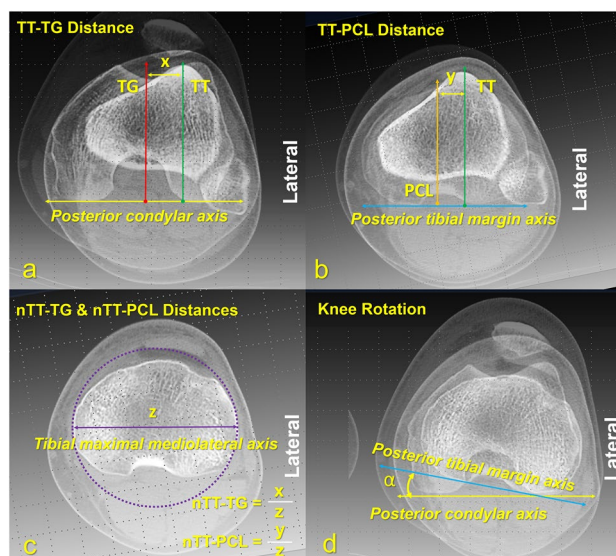 TT-TG Distance
x
TG
TT
Lateral
Posterior condylar axis
a
TT-PCL Distance
y
TT
PCL
Lateral
Posterior tibial margin axis
b
nTT-TG & nTT-PCL Distances
z
Tibial maximal mediolateral axis
Lateral
nTT-TG = x
z
nTT-PCL = y
z
c
Knee Rotation
Posterior tibial margin axis
α
Posterior condylar axis
Lateral
d